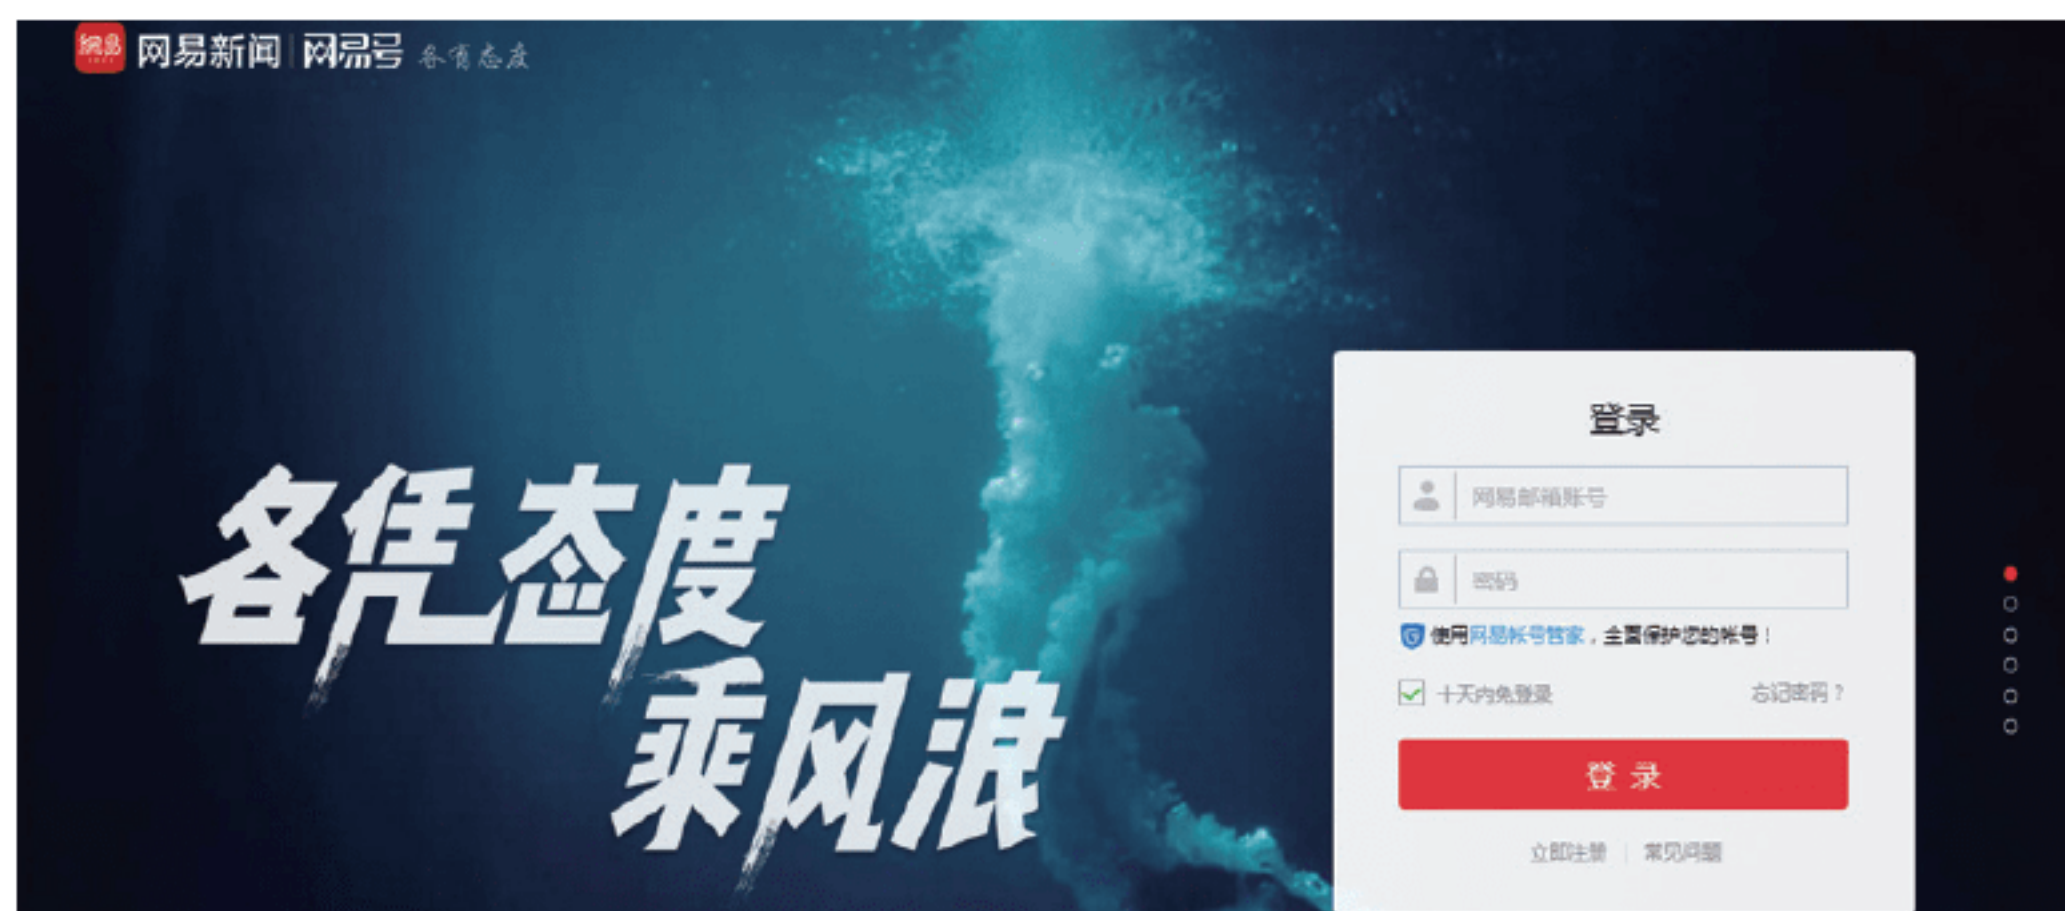 網易
网易新闻 | 网易号 各有态度
各凭态度
乘风浪
登录
网易邮箱账号
密码
使用网易帐号管家，全面保护您的帐号！
十天内免登录 忘记密码？
登 录
立即注册 | 常见问题